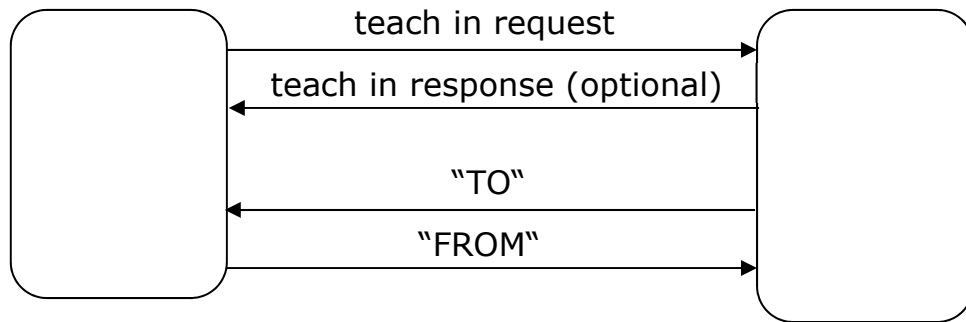 teach in request
teach in response (optional)
“TO“
“FROM“